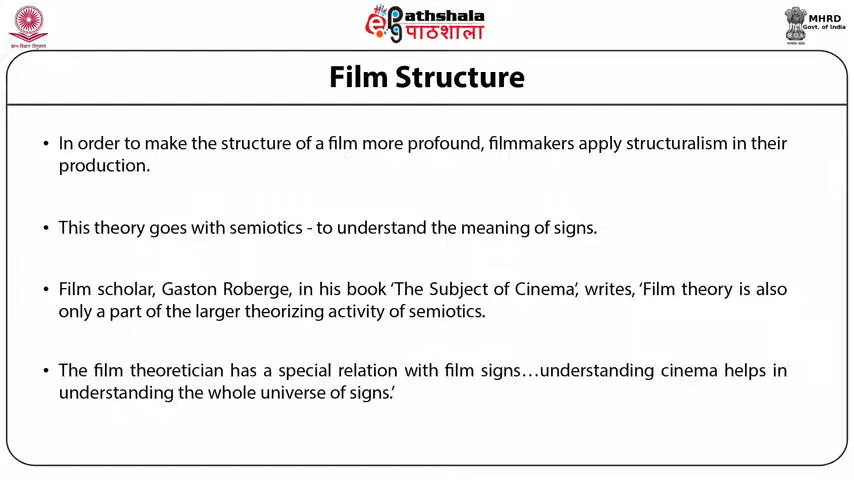 ePathshala
पाठशाला
MHRD
Govt. of India
Film Structure
• In order to make the structure of a film more profound, filmmakers apply structuralism in their
production.
• This theory goes with semiotics - to understand the meaning of signs.
• Film scholar, Gaston Roberge, in his book ‘The Subject of Cinema’, writes, ‘Film theory is also
only a part of the larger theorizing activity of semiotics.
• The film theoretician has a special relation with film signs…understanding cinema helps in
understanding the whole universe of signs.’